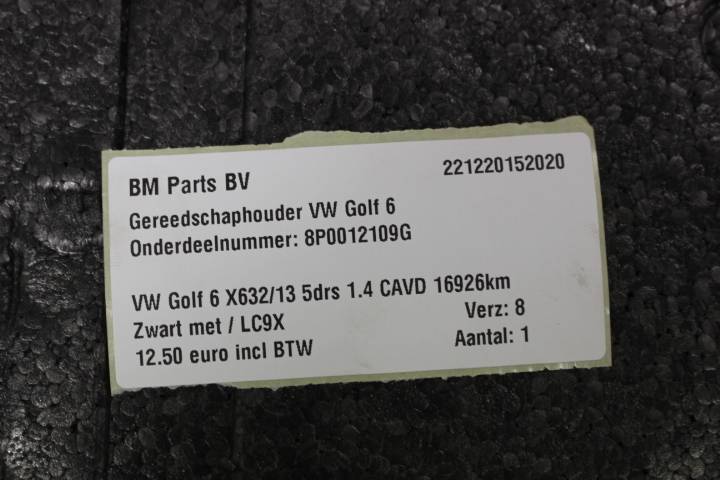 BM Parts BV 221220152020
Gereedschaphouder VW Golf 6
Onderdeelnummer: 8P0012109G
VW Golf 6 X632/13 5drs 1.4 CAVD 16926km
Zwart met / LC9X Verz: 8
12.50 euro incl BTW Aantal: 1